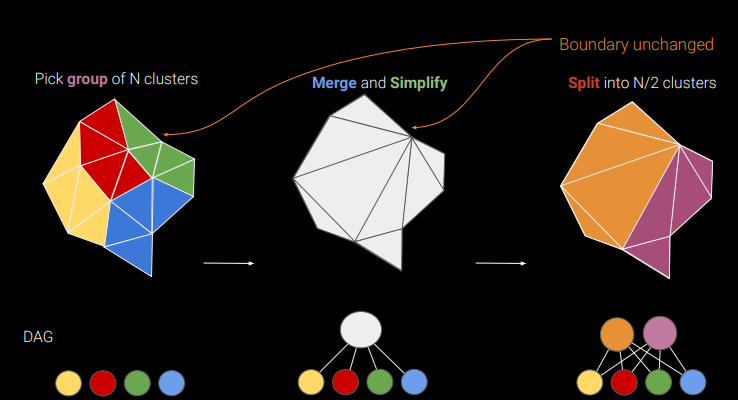 Boundary unchanged
Pick group of N clusters
Merge and Simplify
Split into N/2 clusters
DAG